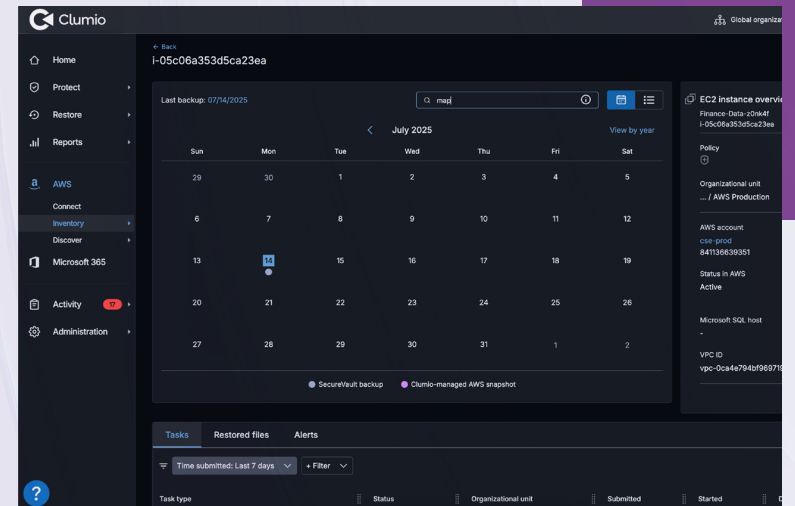 Clumio
Global organiza
Home
Protect
Restore
Reports
AWS
Connect
Inventory
Discover
Microsoft 365
Activity 17
Administration
← Back
i-05c06a353d5ca23ea
Last backup: 07/14/2025
map
July 2025
View by year
Sun Mon Tue Wed Thu Fri Sat
29 30 1 2 3 4 5
6 7 8 9 10 11 12
13 14 15 16 17 18 19
20 21 22 23 24 25 26
27 28 29 30 31 1 2
SecureVault backup Clumio-managed AWS snapshot
EC2 instance overvi
Finance-Data-z0nk4f
i-05c06a353d5ca23ee
Policy
Organizational unit
... / AWS Production
AWS account
cse-prod
841136639351
Status in AWS
Active
Microsoft SQL host
-
VPC ID
vpc-0ca4e794bf969719
Tasks Restored files Alerts
Time submitted: Last 7 days + Filter
Task type Status Organizational unit Submitted Started D
?